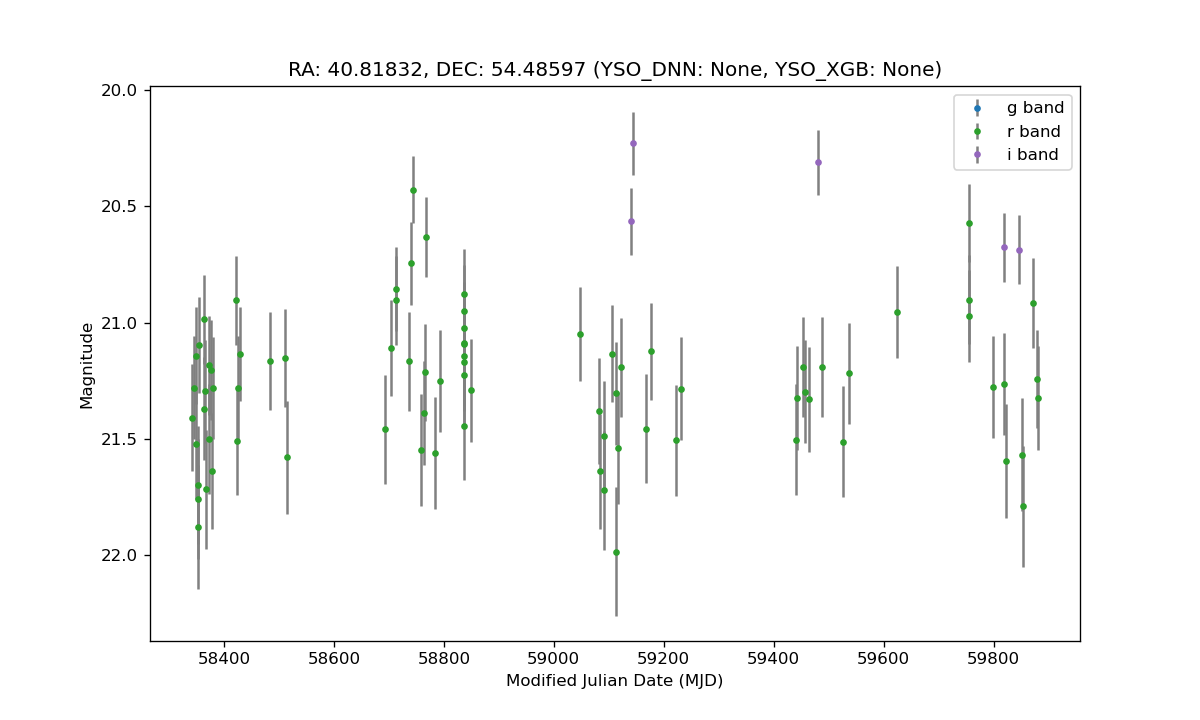 RA: 40.81832, DEC: 54.48597 (YSO_DNN: None, YSO_XGB: None)
g band
r band
i band
20.0
20.5
21.0
21.5
22.0
Magnitude
58400 58600 58800 59000 59200 59400 59600 59800
Modified Julian Date (MJD)